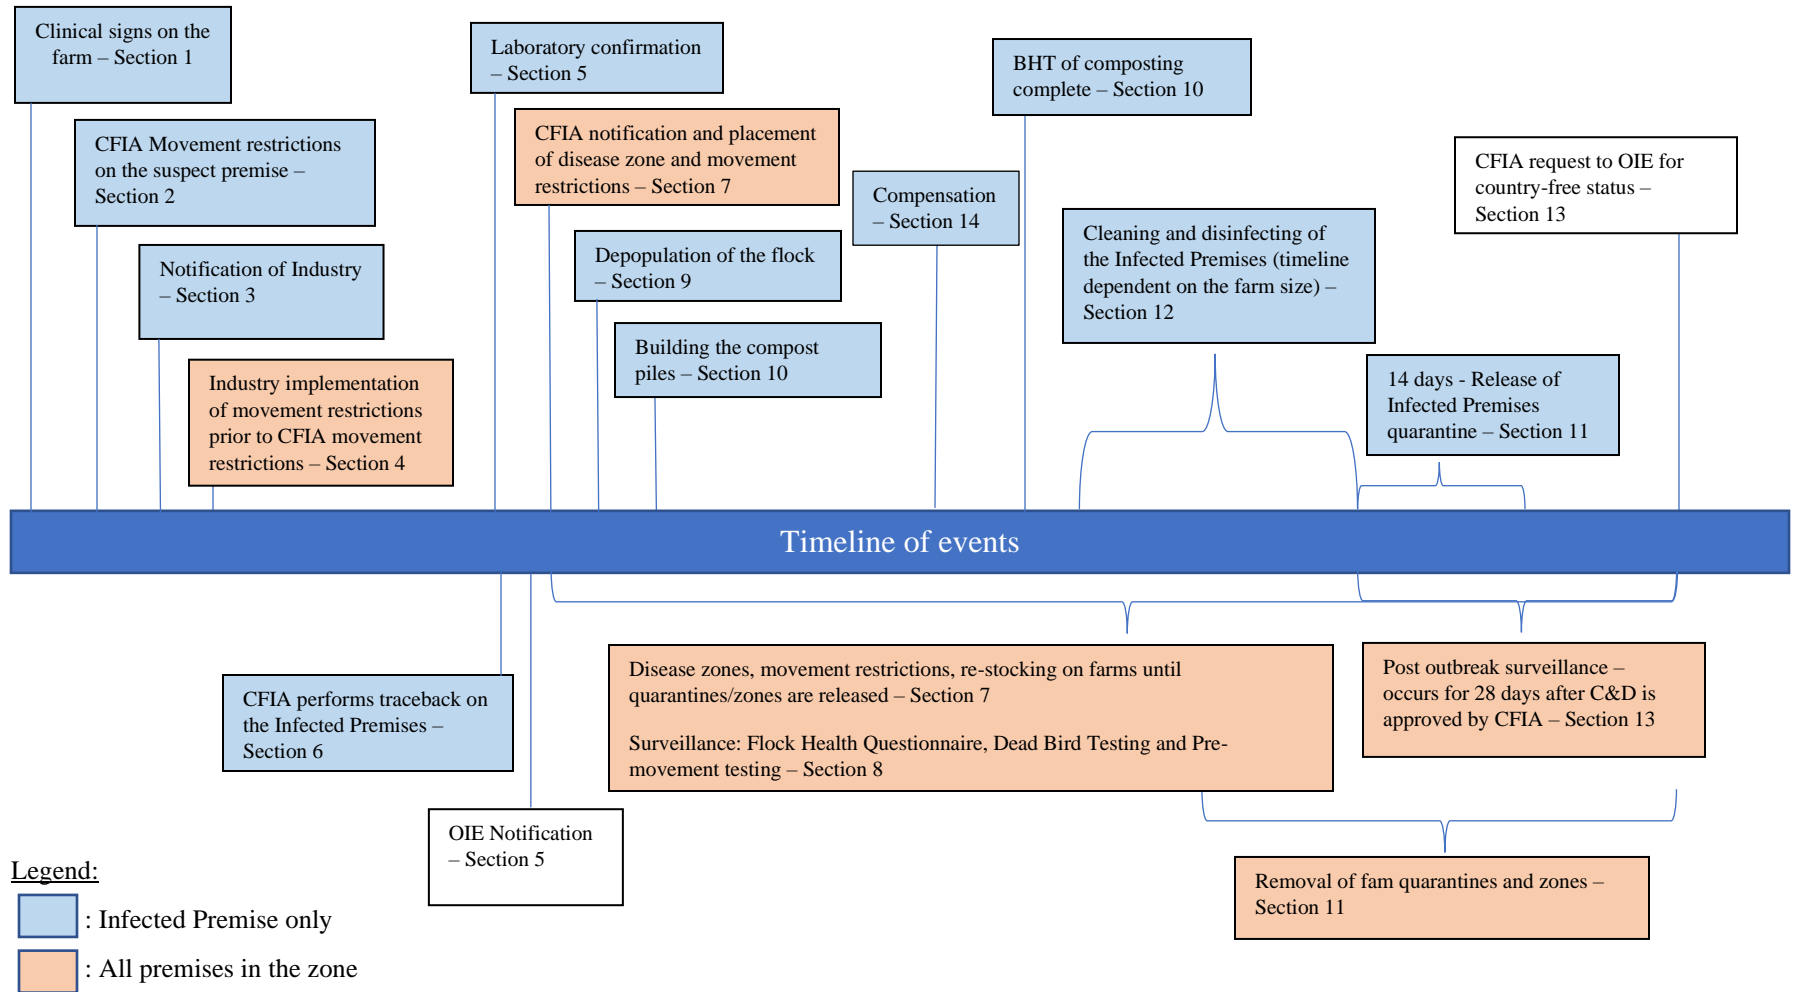 Clinical signs on the
farm – Section 1
CFIA Movement restrictions
on the suspect premise –
Section 2
Notification of Industry
– Section 3
Industry implementation
of movement restrictions
prior to CFIA movement
restrictions – Section 4
Laboratory confirmation
– Section 5
CFIA notification and placement
of disease zone and movement
restrictions – Section 7
Depopulation of the flock
– Section 9
Building the compost
piles – Section 10
Compensation
– Section 14
BHT of composting
complete – Section 10
Cleaning and disinfecting of
the Infected Premises (timeline
dependent on the farm size) –
Section 12
14 days - Release of
Infected Premises
quarantine – Section 11
CFIA request to OIE for
country-free status –
Section 13
Timeline of events
CFIA performs traceback on
the Infected Premises –
Section 6
OIE Notification
– Section 5
Disease zones, movement restrictions, re-stocking on farms until
quarantines/zones are released – Section 7
Surveillance: Flock Health Questionnaire, Dead Bird Testing and Pre-
movement testing – Section 8
Post outbreak surveillance –
occurs for 28 days after C&D is
approved by CFIA – Section 13
Removal of fam quarantines and zones –
Section 11
Legend:
: Infected Premise only
: All premises in the zone